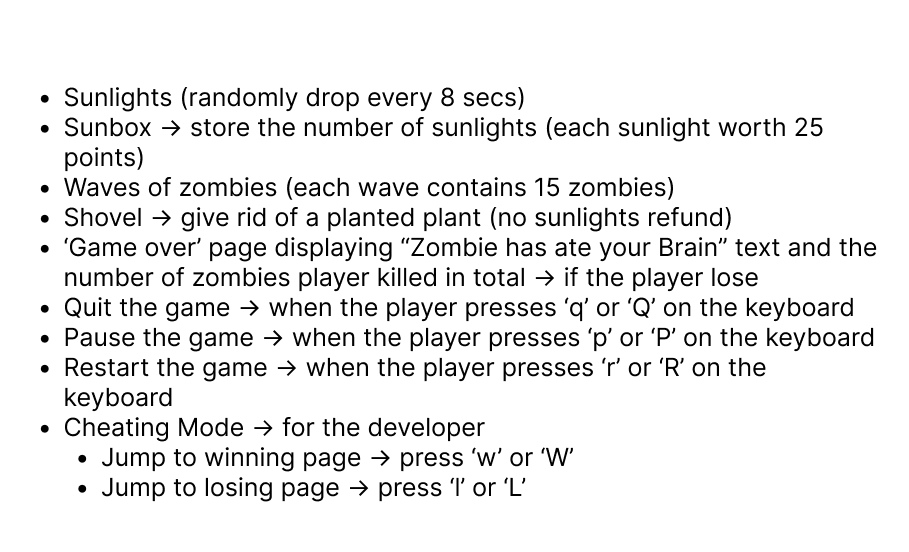 • Sunlights (randomly drop every 8 secs)
• Sunbox → store the number of sunlights (each sunlight worth 25
points)
• Waves of zombies (each wave contains 15 zombies)
• Shovel → give rid of a planted plant (no sunlights refund)
• ‘Game over’ page displaying “Zombie has ate your Brain” text and the
number of zombies player killed in total → if the player lose
• Quit the game → when the player presses ‘q’ or ‘Q’ on the keyboard
• Pause the game → when the player presses ‘p’ or ‘P’ on the keyboard
• Restart the game → when the player presses ‘r’ or ‘R’ on the
keyboard
• Cheating Mode → for the developer
• Jump to winning page → press ‘w’ or ‘W’
• Jump to losing page → press ‘l’ or ‘L’